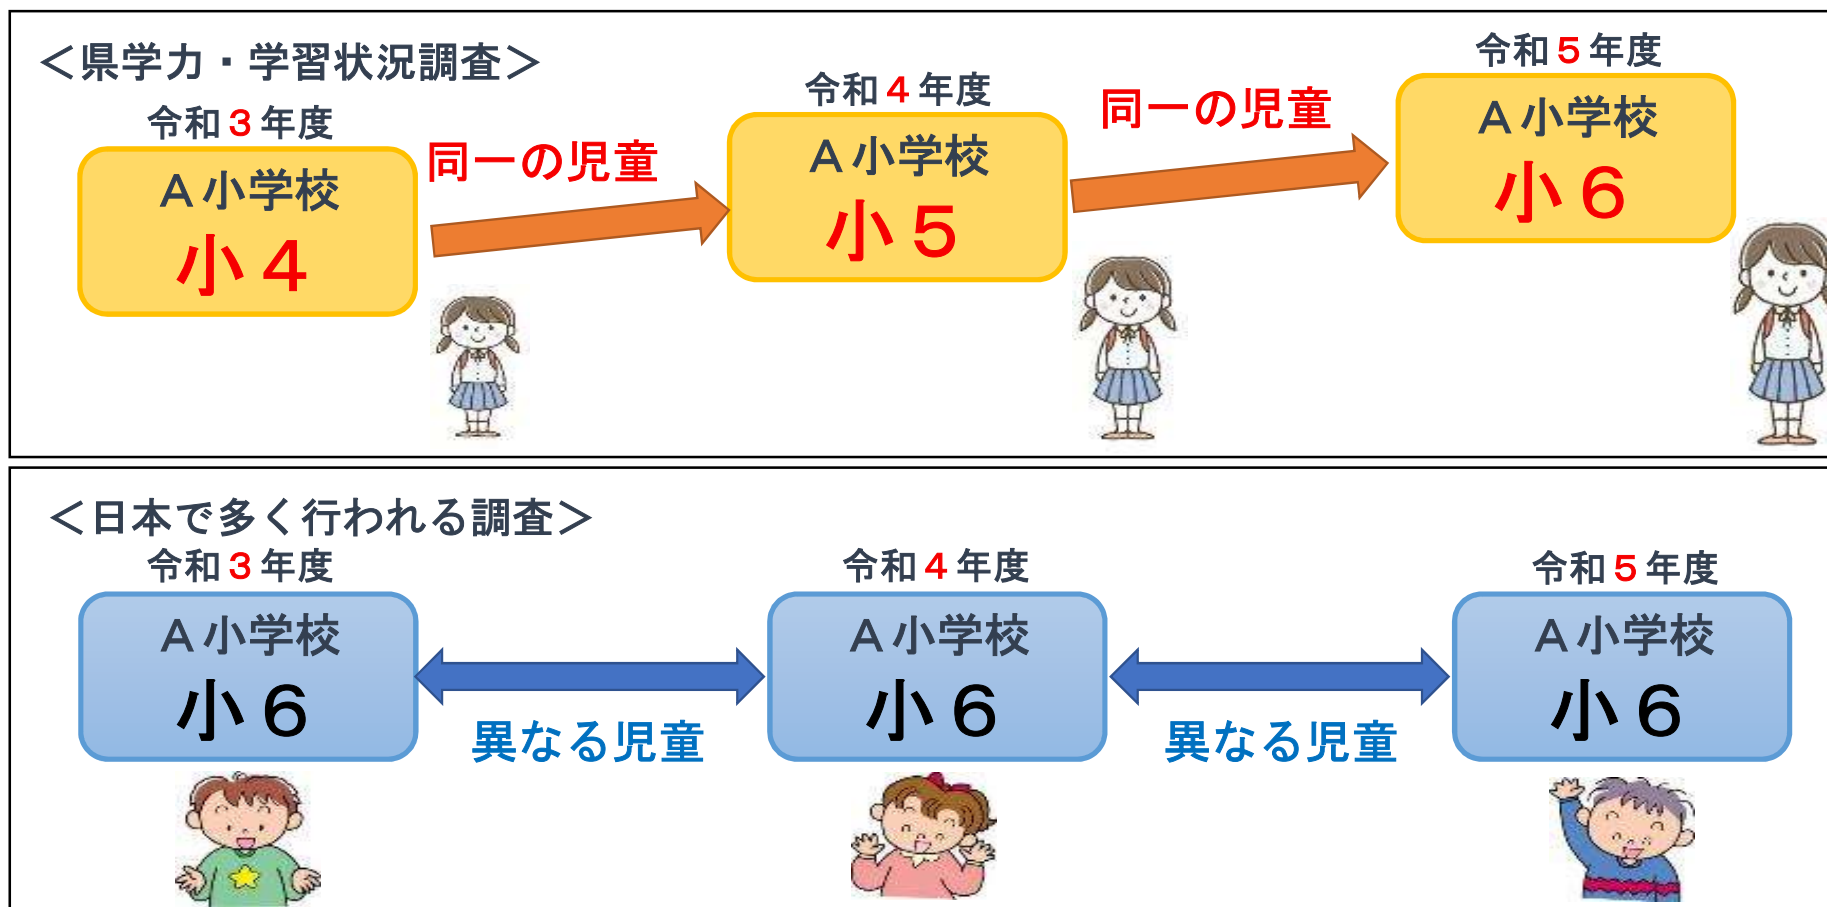 ＜県学力・学習状況調査＞
令和３年度
Ａ小学校
小４
同一の児童
令和４年度
Ａ小学校
小５
同一の児童
令和５年度
Ａ小学校
小６
＜日本で多く行われる調査＞
令和３年度
Ａ小学校
小６
異なる児童
令和４年度
Ａ小学校
小６
異なる児童
令和５年度
Ａ小学校
小６